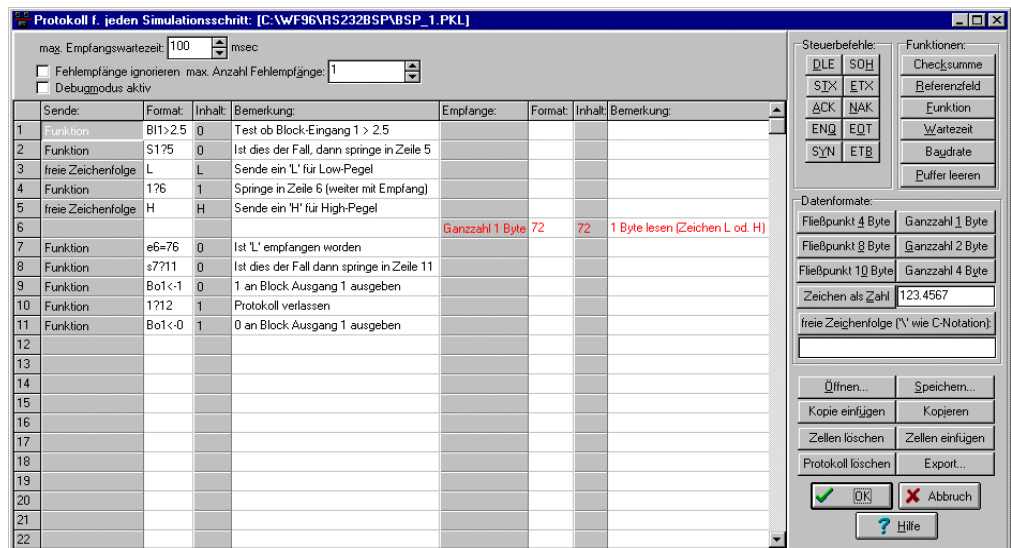 Protokoll f. jeden Simulationsschritt: [C:\WF96\RS232BSP\BSP_1.PKL]
max. Empfangswartezeit: 100 msec
Fehlempfänge ignorieren max. Anzahl Fehlempfänge: 1
Debugmodus aktiv
Sende: Format: Inhalt: Bemerkung: Empfange: Format: Inhalt: Bemerkung:
1 Funktion BI1>2.5 0 Test ob Block-Eingang 1 > 2.5
2 Funktion S1?5 0 Ist dies der Fall, dann springe in Zeile 5
3 freie Zeichenfolge L L Sende ein 'L' für Low-Pegel
4 Funktion 1?6 1 Springe in Zeile 6 (weiter mit Empfang)
5 freie Zeichenfolge H H Sende ein 'H' für High-Pegel
6 Ganzzahl 1 Byte 72 72 1 Byte lesen (Zeichen L od. H)
7 Funktion e6=76 0 Ist 'L' empfangen worden
8 Funktion s7?11 0 Ist dies der Fall dann springe in Zeile 11
9 Funktion Bo1<-1 0 1 an Block Ausgang 1 ausgeben
10 Funktion 1?12 1 Protokoll verlassen
11 Funktion Bo1<-0 1 0 an Block Ausgang 1 ausgeben
12
13
14
15
16
17
18
19
20
21
22
Steuerbefehle:
DLE SOH
STX ETX
ACK NAK
ENQ EOT
SYN ETB
Funktionen:
Checksumme
Referenzfeld
Funktion
Wartezeit
Baudrate
Puffer leeren
Datenformate:
Fließpunkt 4 Byte Ganzzahl 1 Byte
Fließpunkt 8 Byte Ganzzahl 2 Byte
Fließpunkt 10 Byte Ganzzahl 4 Byte
Zeichen als Zahl 123.4567
freie Zeichenfolge ('\' wie C-Notation):
Öffnen... Speichern...
Kopie einfügen Kopieren
Zellen löschen Zellen einfügen
Protokoll löschen Export...
OK Abbruch
Hilfe